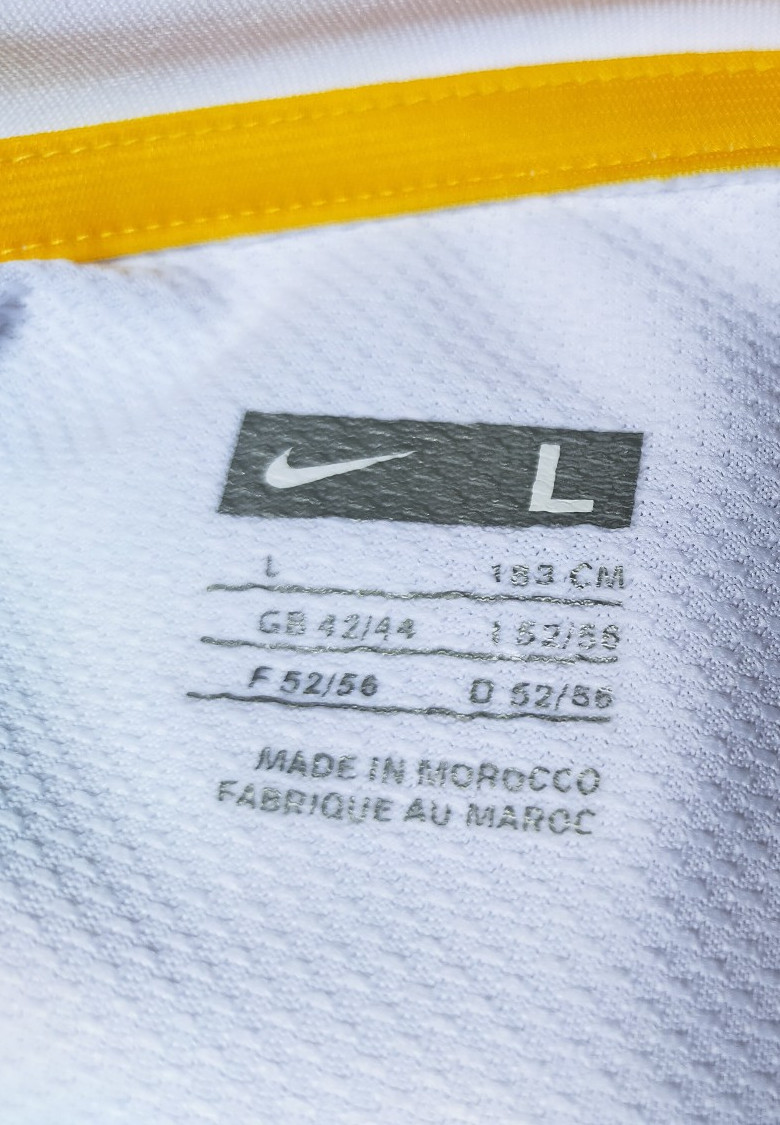 L
L 183 CM
GB 42/44 I 52/56
F 52/56 D 52/56
MADE IN MOROCCO
FABRIQUE AU MAROC